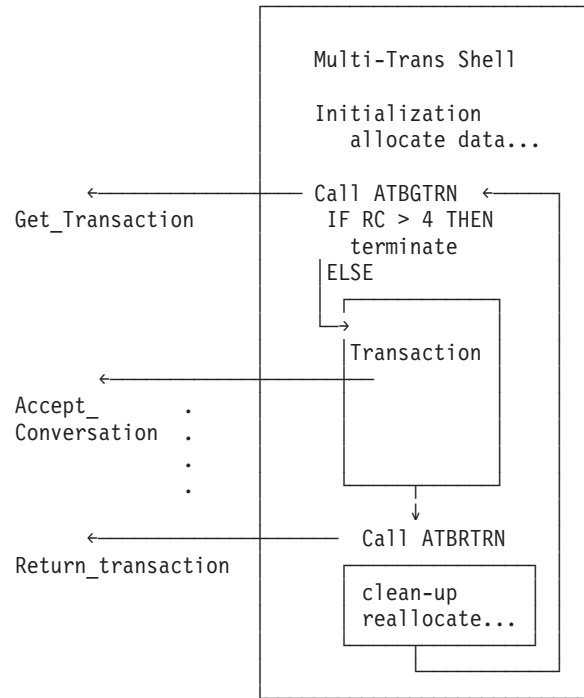 Multi-Trans Shell
Initialization
allocate data...
Call ATBGTRN
Get_Transaction
IF RC > 4 THEN
terminate
ELSE
Transaction
Accept_
Conversation
.
.
.
.
Call ATBRTRN
Return_transaction
clean-up
reallocate...